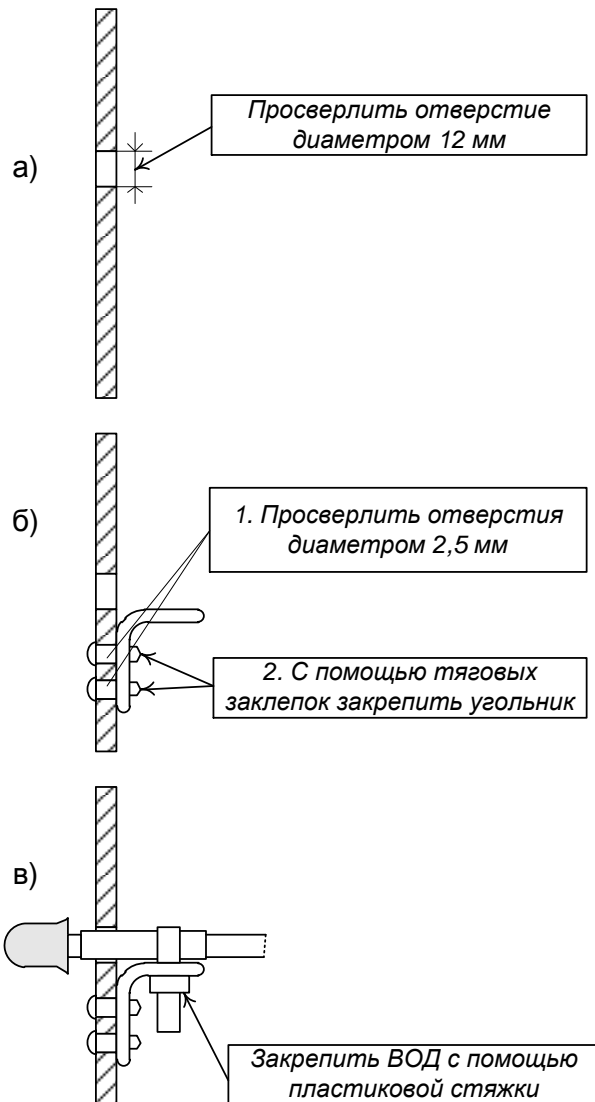 Просверлить отверстие
диаметром 12 мм
а)
1. Просверлить отверстия
диаметром 2,5 мм
б)
2. С помощью тяговых
заклепок закрепить угольник
в)
Закрепить ВОД с помощью
пластиковой стяжки